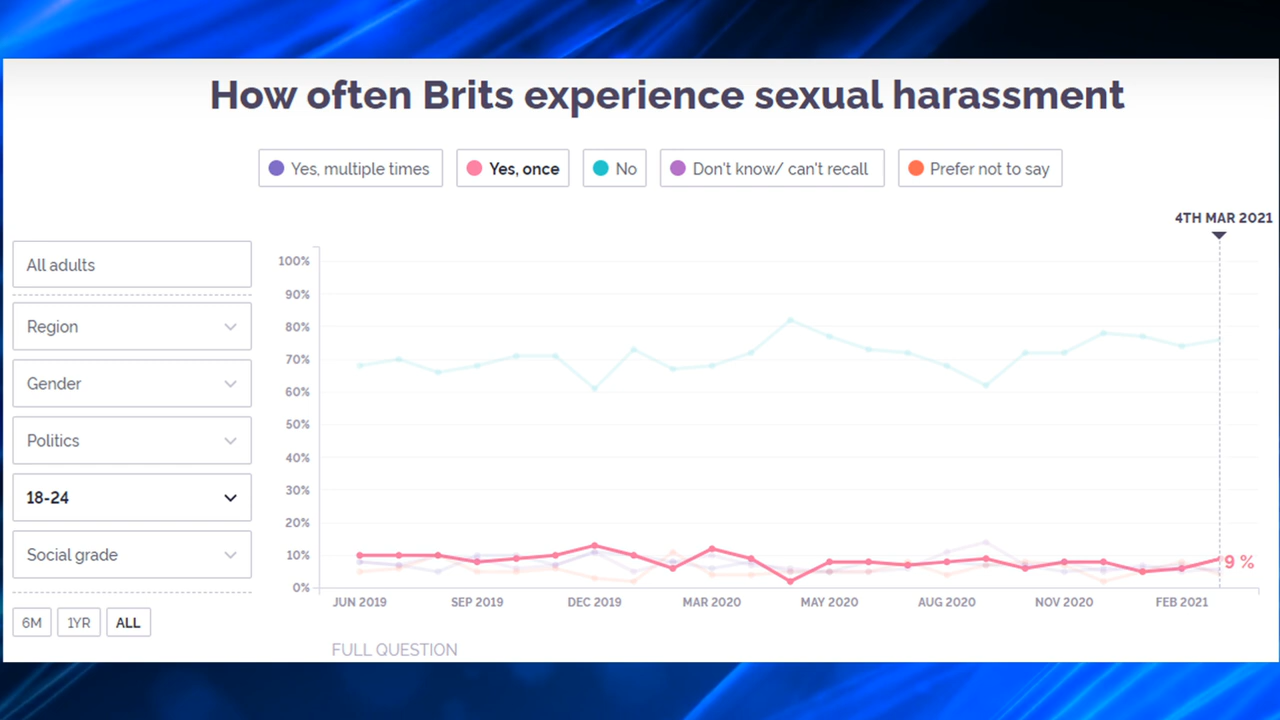 How often Brits experience sexual harassment
Yes, multiple times
Yes, once
No
Don't know/ can't recall
Prefer not to say
4TH MAR 2021
All adults
Region
Gender
Politics
18-24
Social grade
6M 1YR ALL
100%
90%
80%
70%
60%
50%
40%
30%
20%
10%
0%
9 %
JUN 2019 SEP 2019 DEC 2019 MAR 2020 MAY 2020 AUG 2020 NOV 2020 FEB 2021
FULL QUESTION